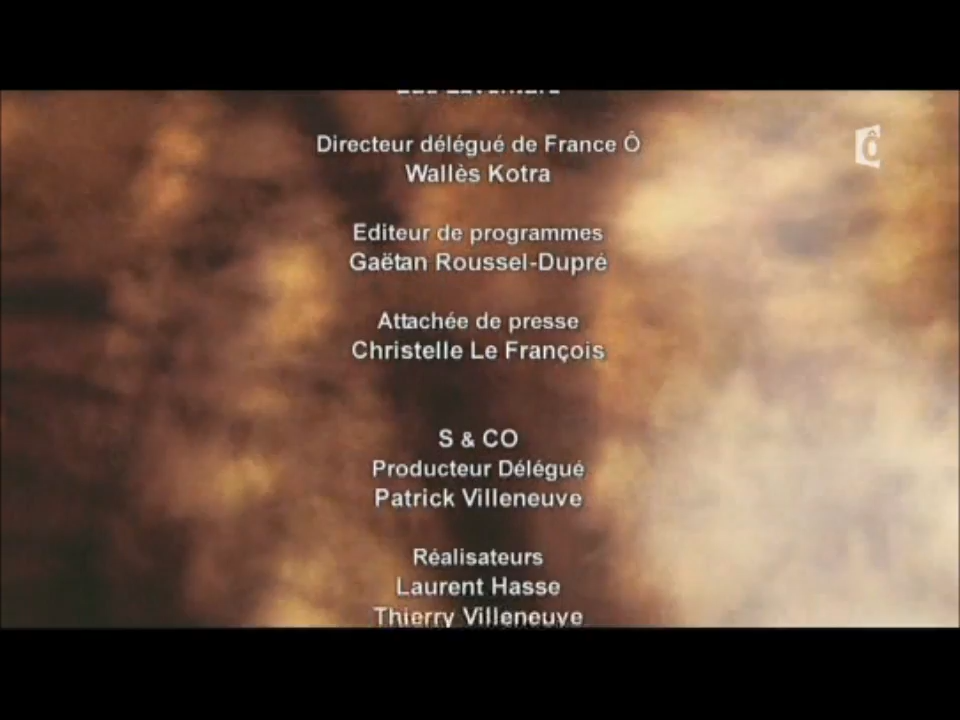 Ô
Directeur délégué de France Ô
Wallès Kotra
Editeur de programmes
Gaëtan Roussel-Dupré
Attachée de presse
Christelle Le François
S & CO
Producteur Délégué
Patrick Villeneuve
Réalisateurs
Laurent Hasse
Thierry Villeneuve